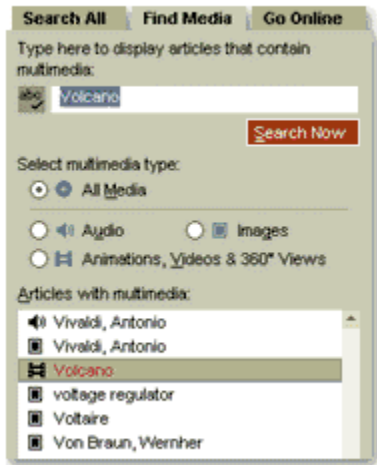 Search All Find Media Go Online
Type here to display articles that contain
multimedia:
abc Volcano
Search Now
Select multimedia type:
All Media
Audio Images
Animations, Videos & 360° Views
Articles with multimedia:
Vivaldi, Antonio
Vivaldi, Antonio
Volcano
voltage regulator
Voltaire
Von Braun, Wernher